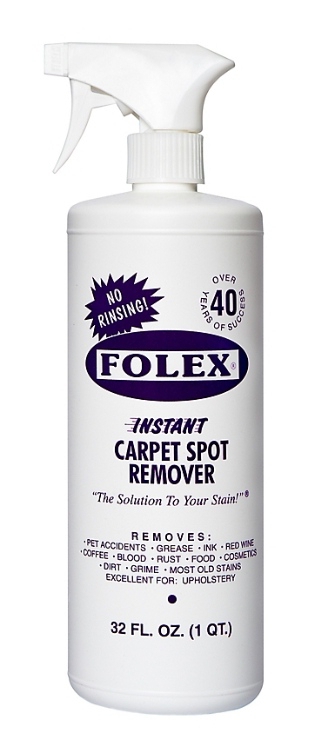 NO
RINSING!
OVER
40
YEARS OF SUCCESS
FOLEX®
INSTANT
CARPET SPOT
REMOVER
"The Solution To Your Stain!"®
REMOVES:
• PET ACCIDENTS • GREASE • INK • RED WINE
• COFFEE • BLOOD • RUST • FOOD • COSMETICS
• DIRT • GRIME • MOST OLD STAINS
EXCELLENT FOR: UPHOLSTERY
32 FL. OZ. (1 QT.)